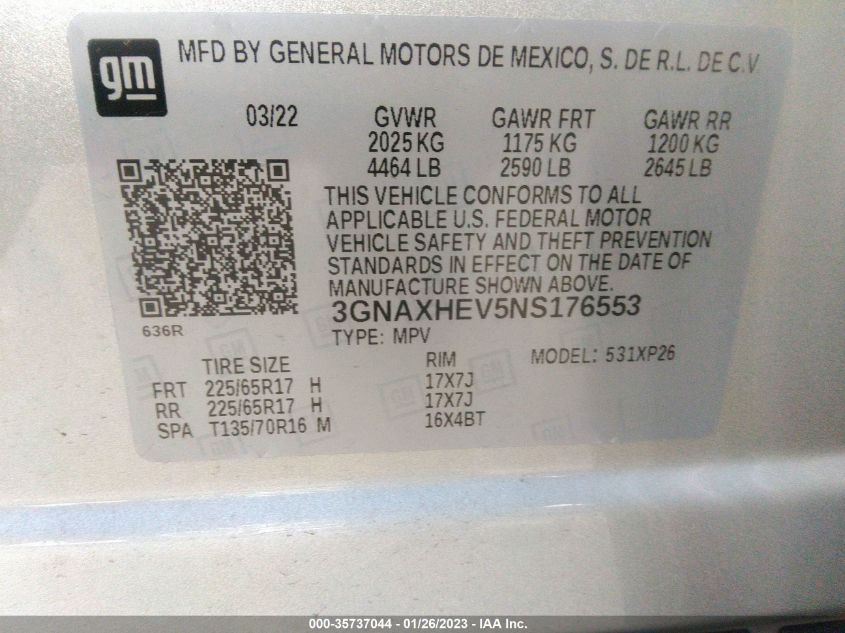 gm
MFD BY GENERAL MOTORS DE MEXICO, S. DE R.L. DE C.V
03/22 GVWR GAWR FRT GAWR RR
2025 KG 1175 KG 1200 KG
4464 LB 2590 LB 2645 LB
THIS VEHICLE CONFORMS TO ALL
APPLICABLE U.S. FEDERAL MOTOR
VEHICLE SAFETY AND THEFT PREVENTION
STANDARDS IN EFFECT ON THE DATE OF
MANUFACTURE SHOWN ABOVE.
3GNAXHEV5NS176553
636R
TYPE: MPV
TIRE SIZE RIM MODEL: 531XP26
FRT 225/65R17 H 17X7J
RR 225/65R17 H 17X7J
SPA T135/70R16 M 16X4BT
000-35737044 - 01/26/2023 - IAA Inc.